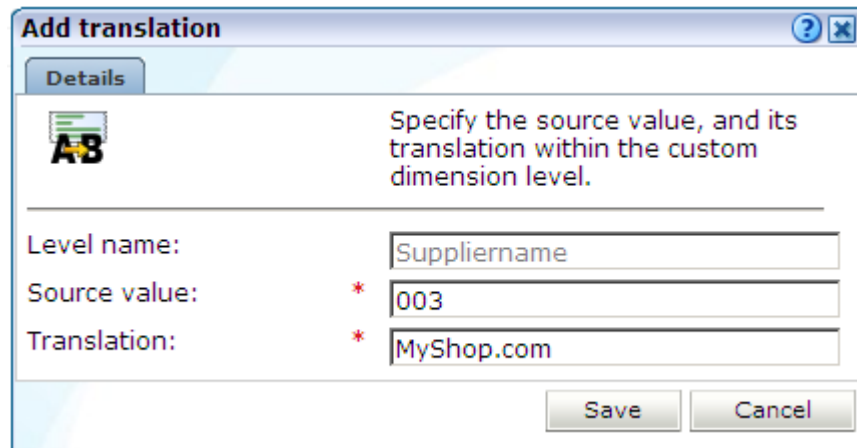 Add translation
Details
A B
Specify the source value, and its
translation within the custom
dimension level.
Level name: Suppliername
Source value: * 003
Translation: * MyShop.com
Save Cancel